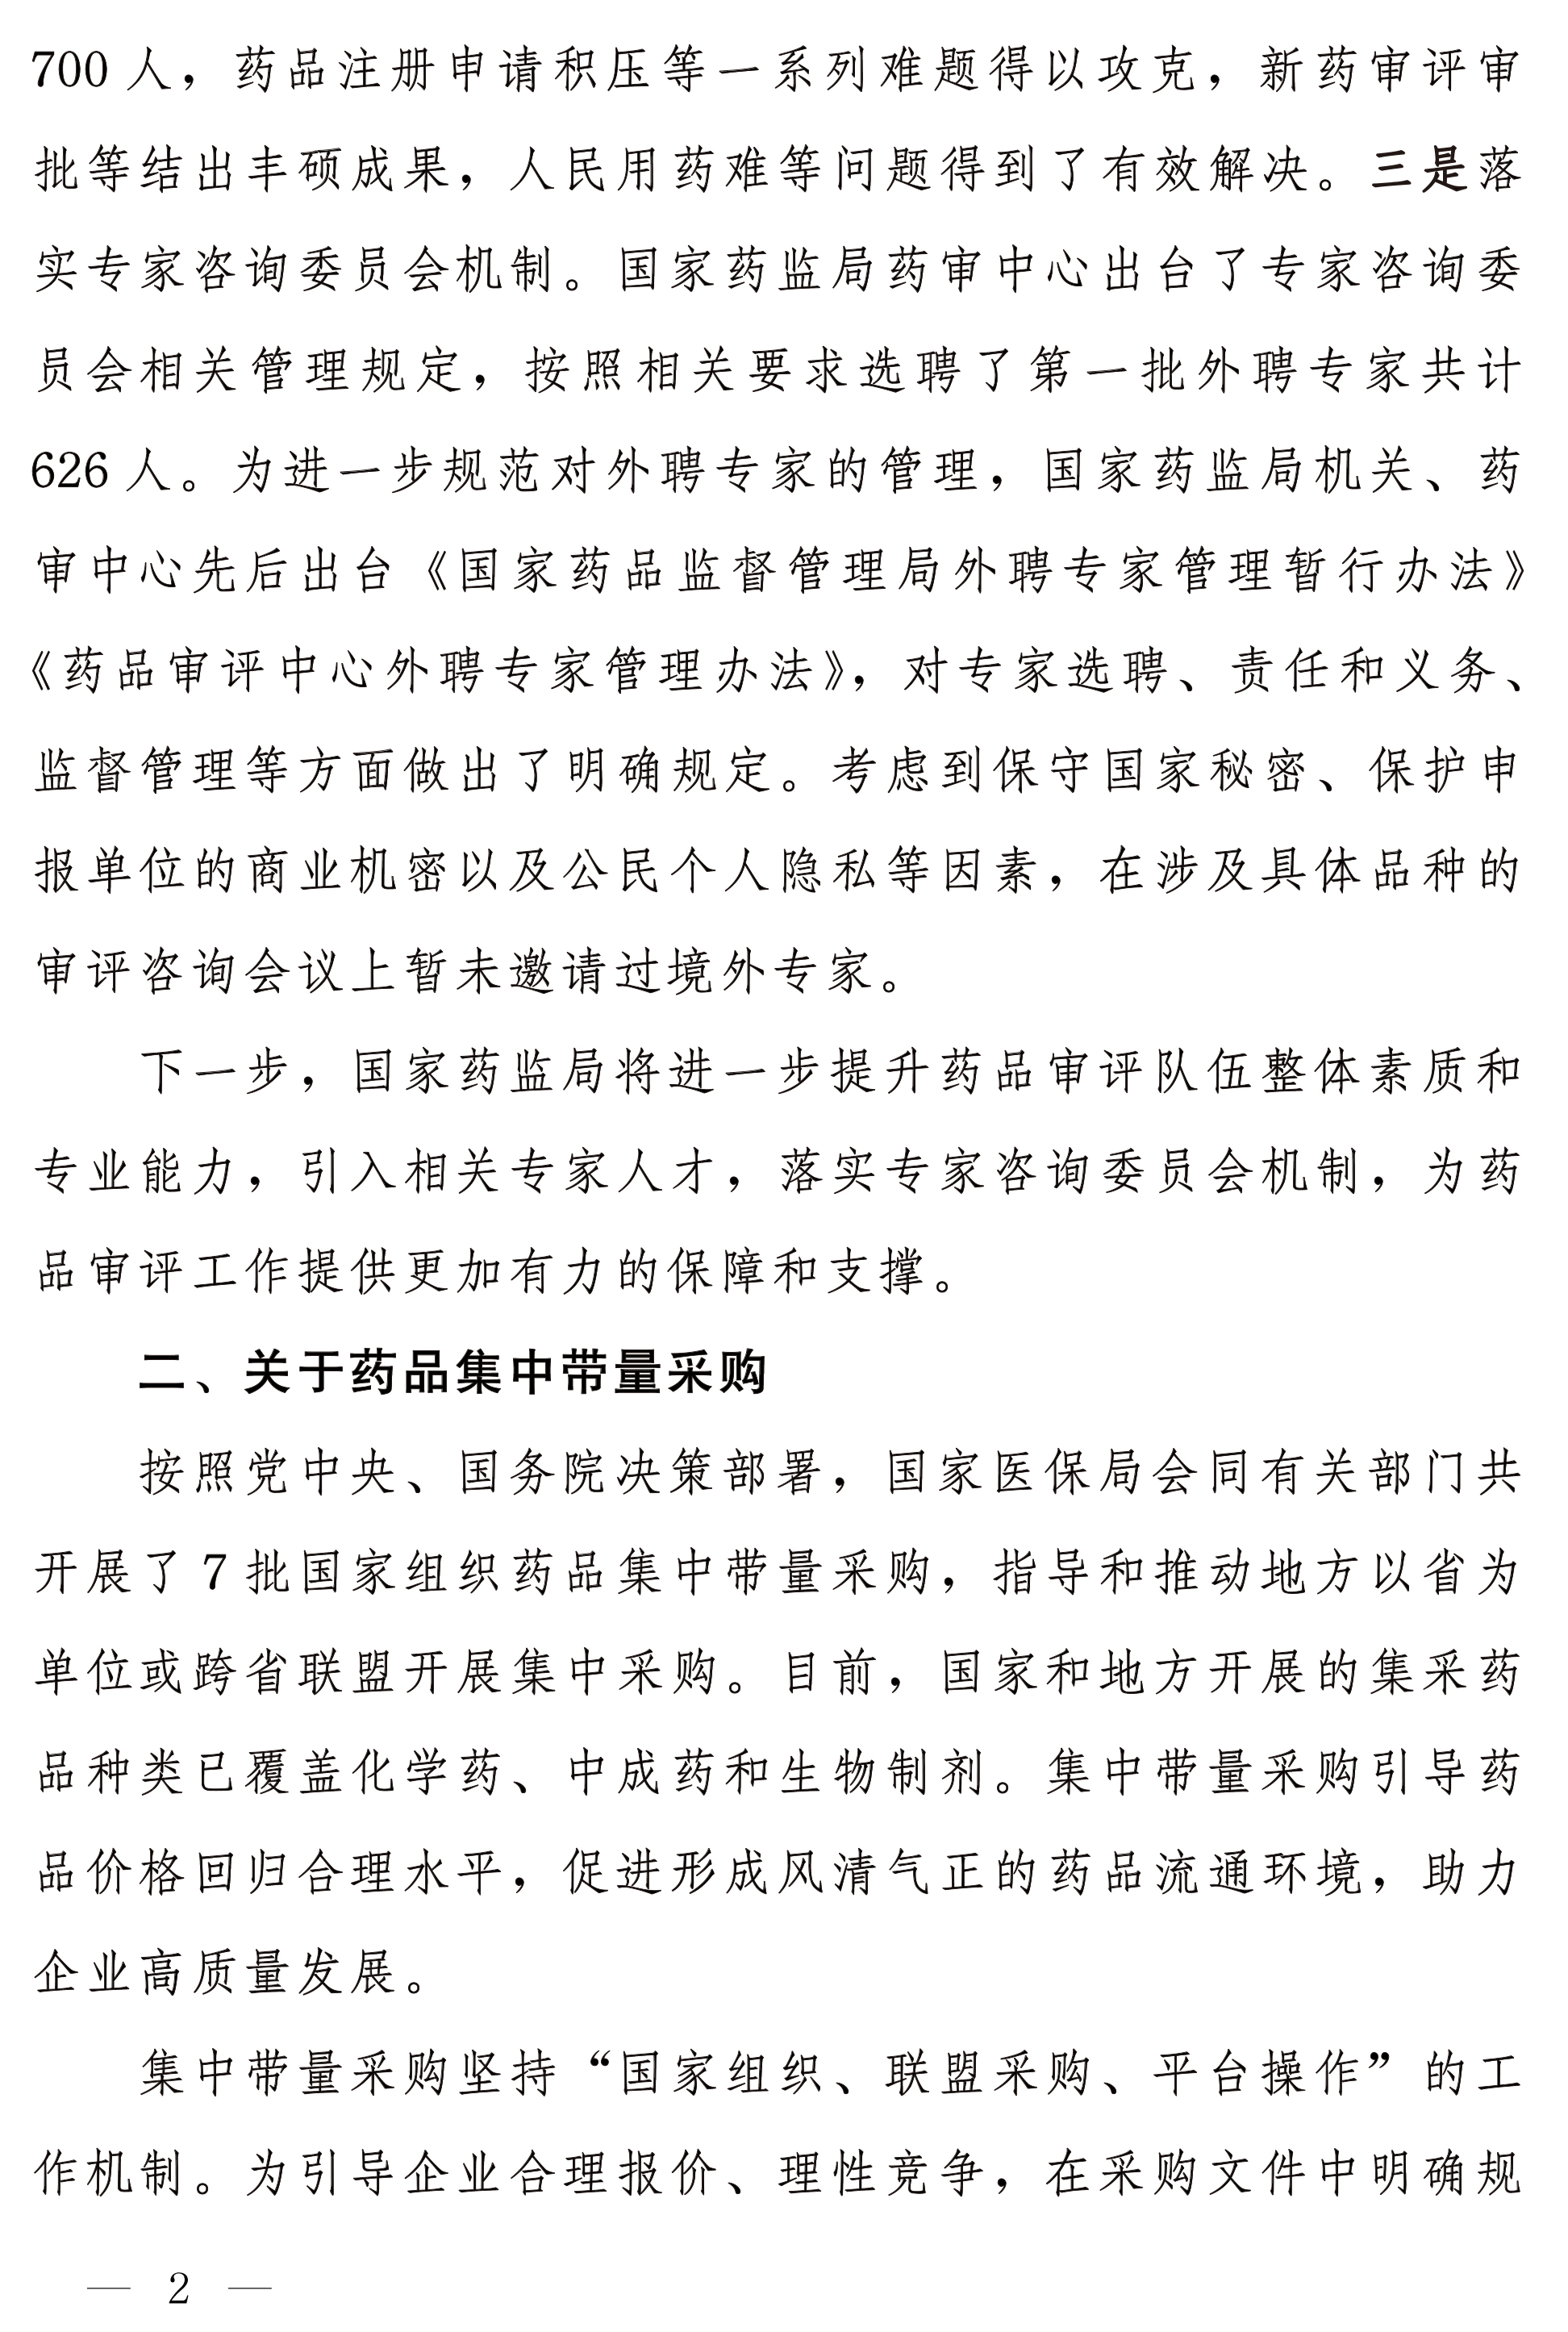 700 人，药品注册申请积压等一系列难题得以攻克，新药审评审
批等结出丰硕成果，人民用药难等问题得到了有效解决。三是落
实专家咨询委员会机制。国家药监局药审中心出台了专家咨询委
员会相关管理规定，按照相关要求选聘了第一批外聘专家共计
626 人。为进一步规范对外聘专家的管理，国家药监局机关、药
审中心先后出台《国家药品监督管理局外聘专家管理暂行办法》
《药品审评中心外聘专家管理办法》，对专家选聘、责任和义务、
监督管理等方面做出了明确规定。考虑到保守国家秘密、保护申
报单位的商业机密以及公民个人隐私等因素，在涉及具体品种的
审评咨询会议上暂未邀请过境外专家。
下一步，国家药监局将进一步提升药品审评队伍整体素质和
专业能力，引入相关专家人才，落实专家咨询委员会机制，为药
品审评工作提供更加有力的保障和支撑。
二、关于药品集中带量采购
按照党中央、国务院决策部署，国家医保局会同有关部门共
开展了 7 批国家组织药品集中带量采购，指导和推动地方以省为
单位或跨省联盟开展集中采购。目前，国家和地方开展的集采药
品种类已覆盖化学药、中成药和生物制剂。集中带量采购引导药
品价格回归合理水平，促进形成风清气正的药品流通环境，助力
企业高质量发展。
集中带量采购坚持“国家组织、联盟采购、平台操作”的工
作机制。为引导企业合理报价、理性竞争，在采购文件中明确规
— 2 —